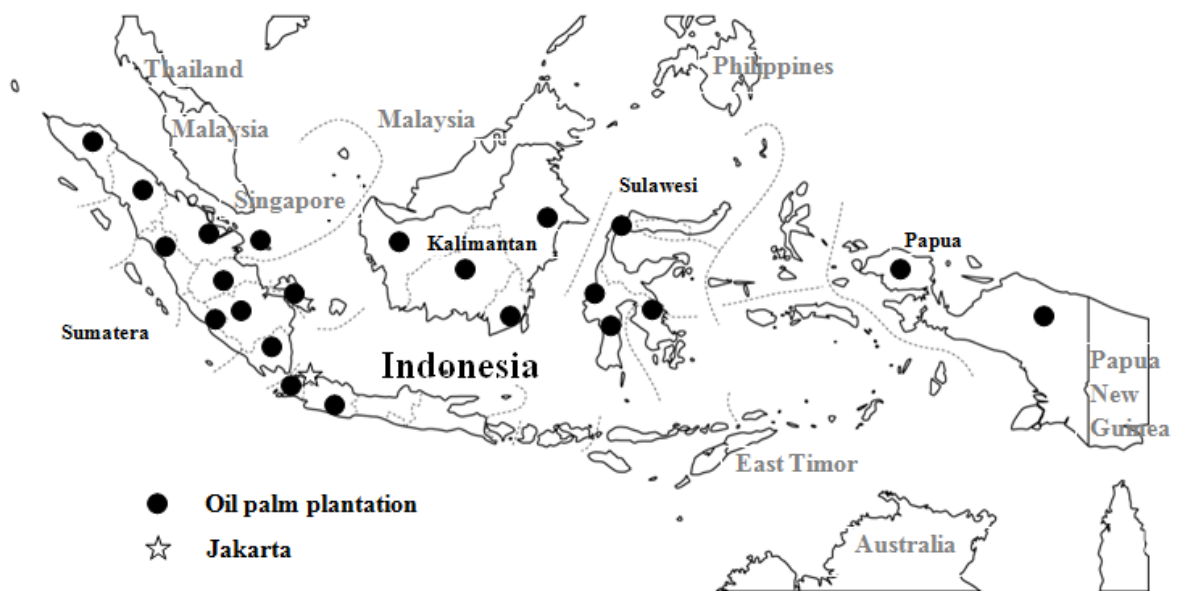 Thailand
Philippines
Malaysia
Malaysia
Singapore
Sulawesi
Kalimantan
Papua
Sumatera
Indonesia
Papua
New
Guinea
East Timor
Oil palm plantation
Jakarta
Australia